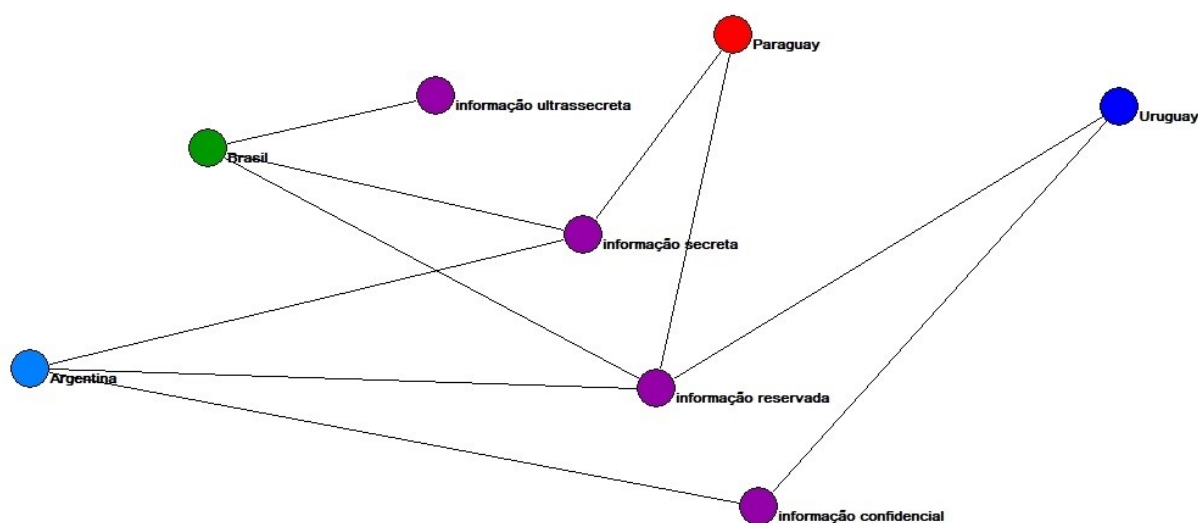 Paraguay
informação ultrassecreta
Uruguay
Brasil
informação secreta
Argentina
informação reservada
informação confidencial